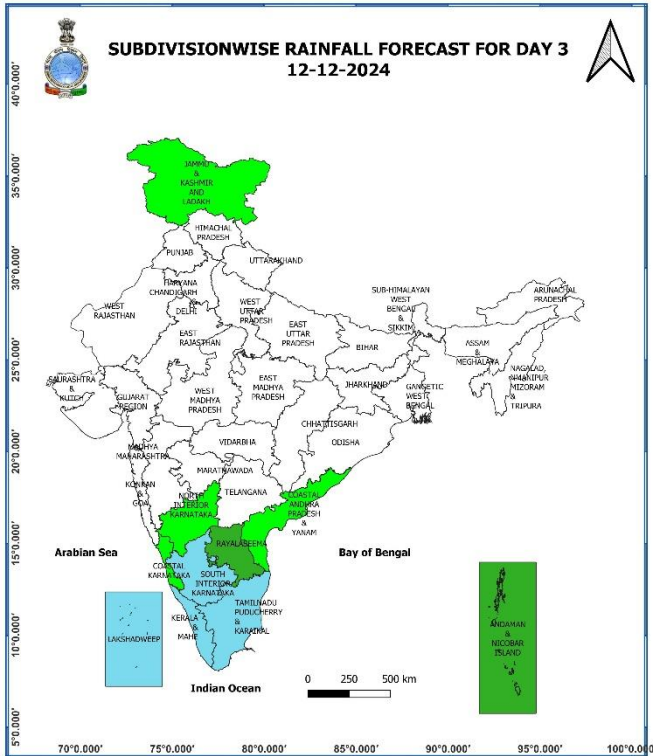 SUBDIVISIONWISE RAINFALL FORECAST FOR DAY 3
12-12-2024
40°0.000'
35°0.000'
30°0.000'
25°0.000'
20°0.000'
15°0.000'
10°0.000'
5°0.000'
JAMMU
&
KASHMIR
AND
LADAKH
HIMACHAL
PRADESH
PUNJAB
UTTARAKHAND
HARYANA
CHANDIGARH
&
DELHI
WEST
RAJASTHAN
WEST
UTTAR
PRADESH
SUB-HIMALAYAN
WEST
BENGAL
&
SIKKIM
ARUNACHAL
PRADESH
EAST
RAJASTHAN
EAST
UTTAR
PRADESH
BIHAR
ASSAM
&
MEGHALAYA
NAGALAD,
MANIPUR
MIZORAM
&
TRIPURA
SAURASHTRA
&
KUTCH
GUJARAT
REGION
WEST
MADHYA
PRADESH
EAST
MADHYA
PRADESH
JHARKHAND
GANGETIC
WEST
BENGAL
CHHATTISGARH
ODISHA
VIDARBHA
MADHYA
MAHARASHTRA
MARATHAWADA
KONKAN
&
GOA
NORTH
INTERIOR
KARNATAKA
TELANGANA
COASTAL
ANDHRA
PRADESH
&
YANAM
RAYALASEEMA
Arabian Sea
Bay of Bengal
COASTAL
KARNATAKA
SOUTH
INTERIOR
KARNATAKA
TAMILNADU
PUDUCHERRY
&
KARAIKAL
KERALA
&
MAHE
LAKSHADWEEP
ANDAMAN
&
NICOBAR
ISLAND
Indian Ocean
0 250 500 km
70°0.000' 75°0.000' 80°0.000' 85°0.000' 90°0.000' 95°0.000' 100°0.000'